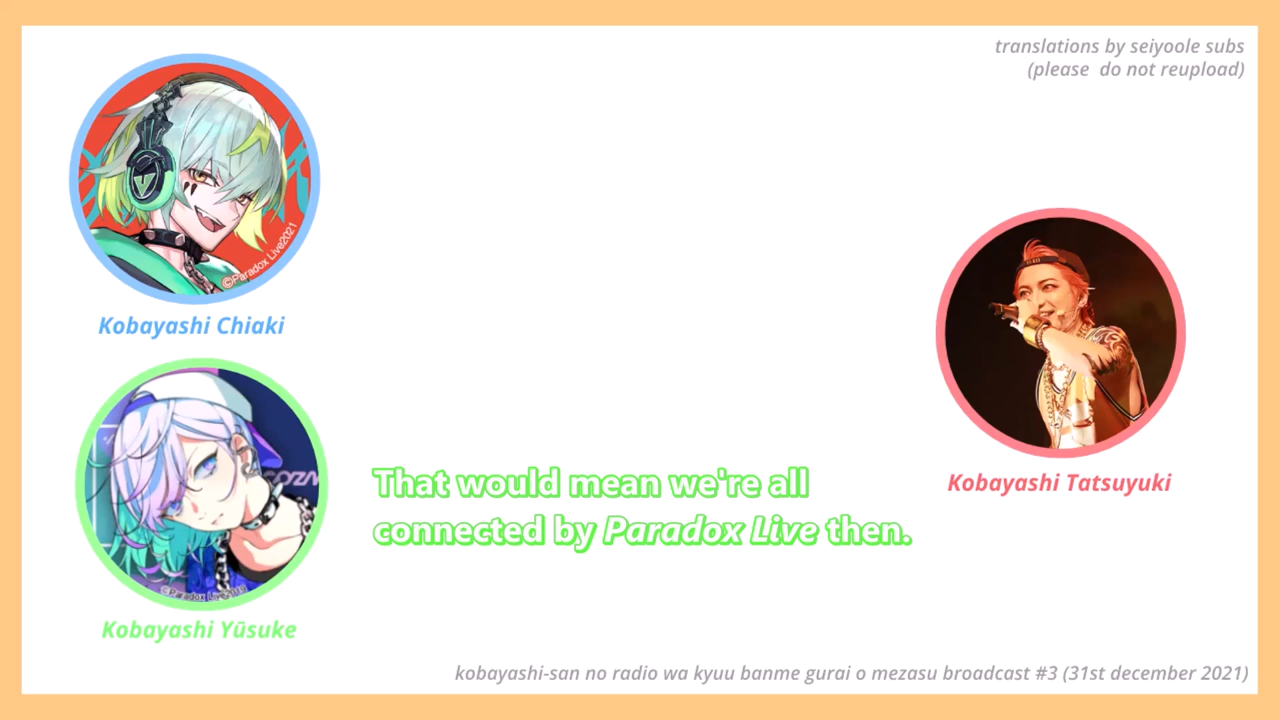 translations by seiyoole subs
(please do not reupload)
©Paradox Live2021
Kobayashi Chiaki
Kobayashi Tatsuyuki
That would mean we're all
connected by Paradox Live then.
Kobayashi Yūsuke
kobayashi-san no radio wa kyuu banme gurai o mezasu broadcast #3 (31st december 2021)